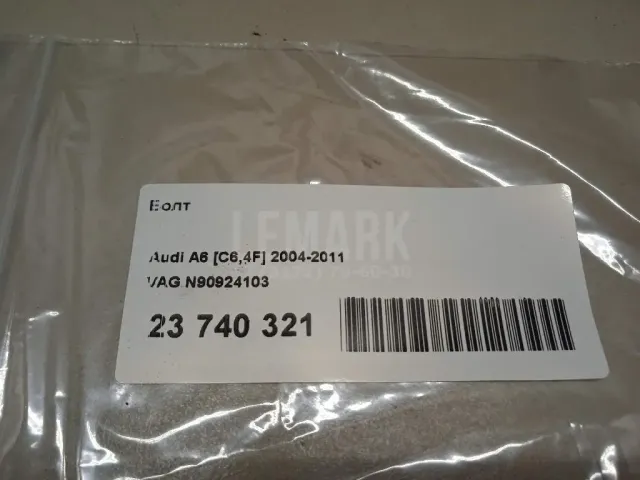 Болт
LEMARK
Audi A6 [C6,4F] 2004-2011
VAG N90924103
23 740 321